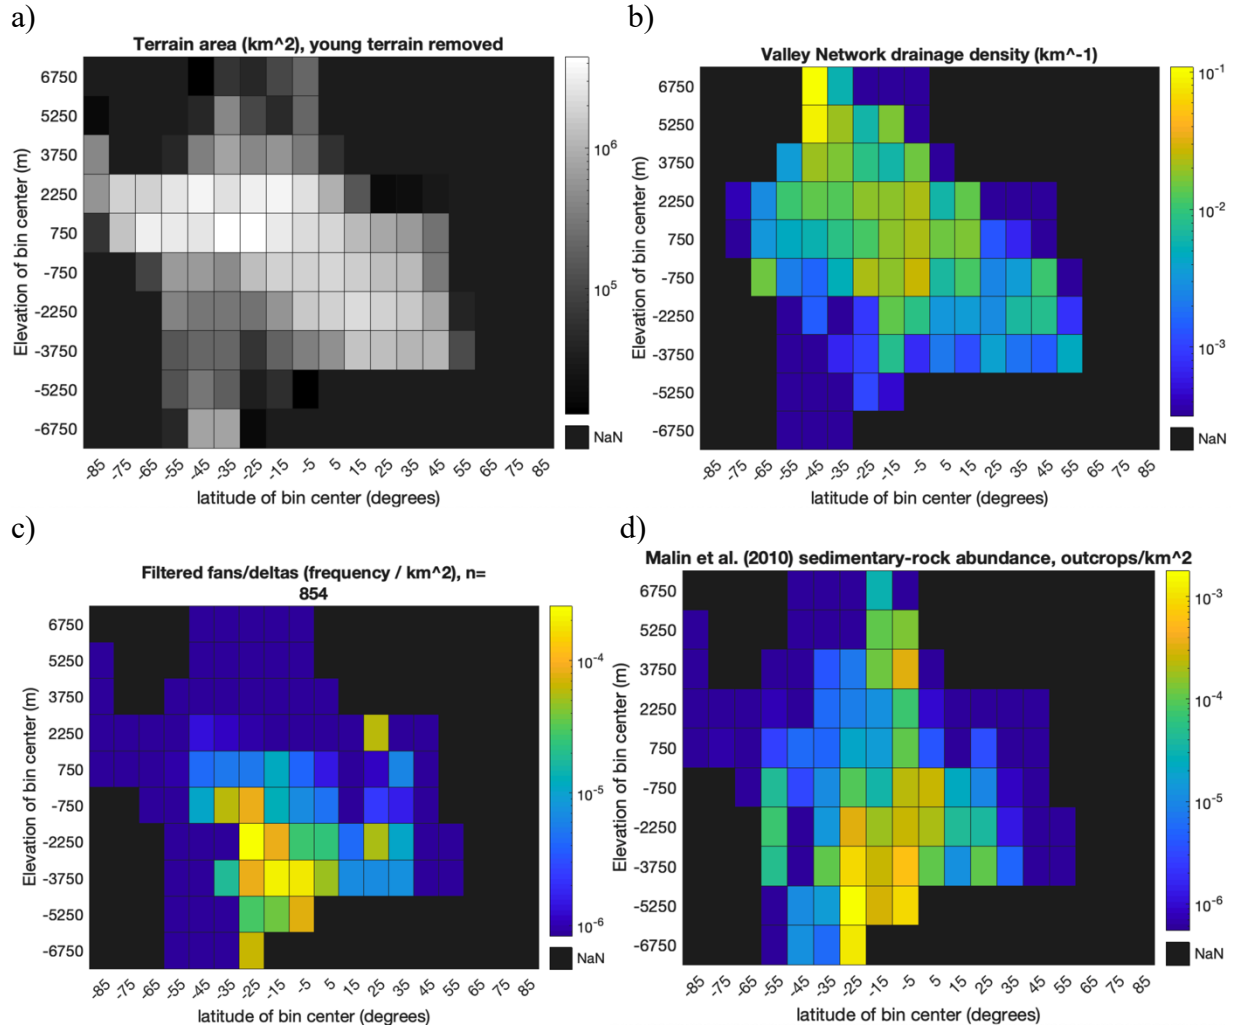 a)
Terrain area (km^2), young terrain removed
Elevation of bin center (m)
6750
5250
3750
2250
750
-750
-2250
-3750
-5250
-6750
-85 -75 -65 -55 -45 -35 -25 -15 -5 5 15 25 35 45 55 65 75 85
latitude of bin center (degrees)
10^6
10^5
NaN
b)
Valley Network drainage density (km^-1)
Elevation of bin center (m)
6750
5250
3750
2250
750
-750
-2250
-3750
-5250
-6750
-85 -75 -65 -55 -45 -35 -25 -15 -5 5 15 25 35 45 55 65 75 85
latitude of bin center (degrees)
10^-1
10^-2
10^-3
NaN
c)
Filtered fans/deltas (frequency / km^2), n=
854
Elevation of bin center (m)
6750
5250
3750
2250
750
-750
-2250
-3750
-5250
-6750
-85 -75 -65 -55 -45 -35 -25 -15 -5 5 15 25 35 45 55 65 75 85
latitude of bin center (degrees)
10^-4
10^-5
10^-6
NaN
d)
Malin et al. (2010) sedimentary-rock abundance, outcrops/km^2
Elevation of bin center (m)
6750
5250
3750
2250
750
-750
-2250
-3750
-5250
-6750
-85 -75 -65 -55 -45 -35 -25 -15 -5 5 15 25 35 45 55 65 75 85
latitude of bin center (degrees)
10^-3
10^-4
10^-5
10^-6
NaN